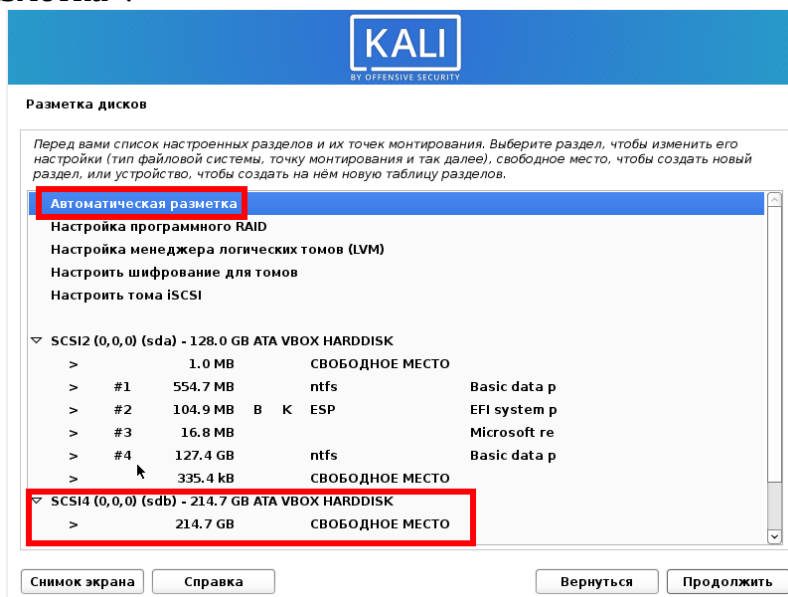 KALI
BY OFFENSIVE SECURITY
Разметка дисков
Перед вами список настроенных разделов и их точек монтирования. Выберите раздел, чтобы изменить его
настройки (тип файловой системы, точку монтирования и так далее), свободное место, чтобы создать новый
раздел, или устройство, чтобы создать на нём новую таблицу разделов.
Автоматическая разметка
Настройка программного RAID
Настройка менеджера логических томов (LVM)
Настроить шифрование для томов
Настроить тома iSCSI
SCSI2 (0,0,0) (sda) - 128.0 GB ATA VBOX HARDDISK
> 1.0 MB СВОБОДНОЕ МЕСТО
> #1 554.7 MB ntfs Basic data p
> #2 104.9 MB B K ESP EFI system p
> #3 16.8 MB Microsoft re
> #4 127.4 GB ntfs Basic data p
> 335.4 kB СВОБОДНОЕ МЕСТО
SCSI4 (0,0,0) (sdb) - 214.7 GB ATA VBOX HARDDISK
> 214.7 GB СВОБОДНОЕ МЕСТО
Снимок экрана Справка Вернуться Продолжить